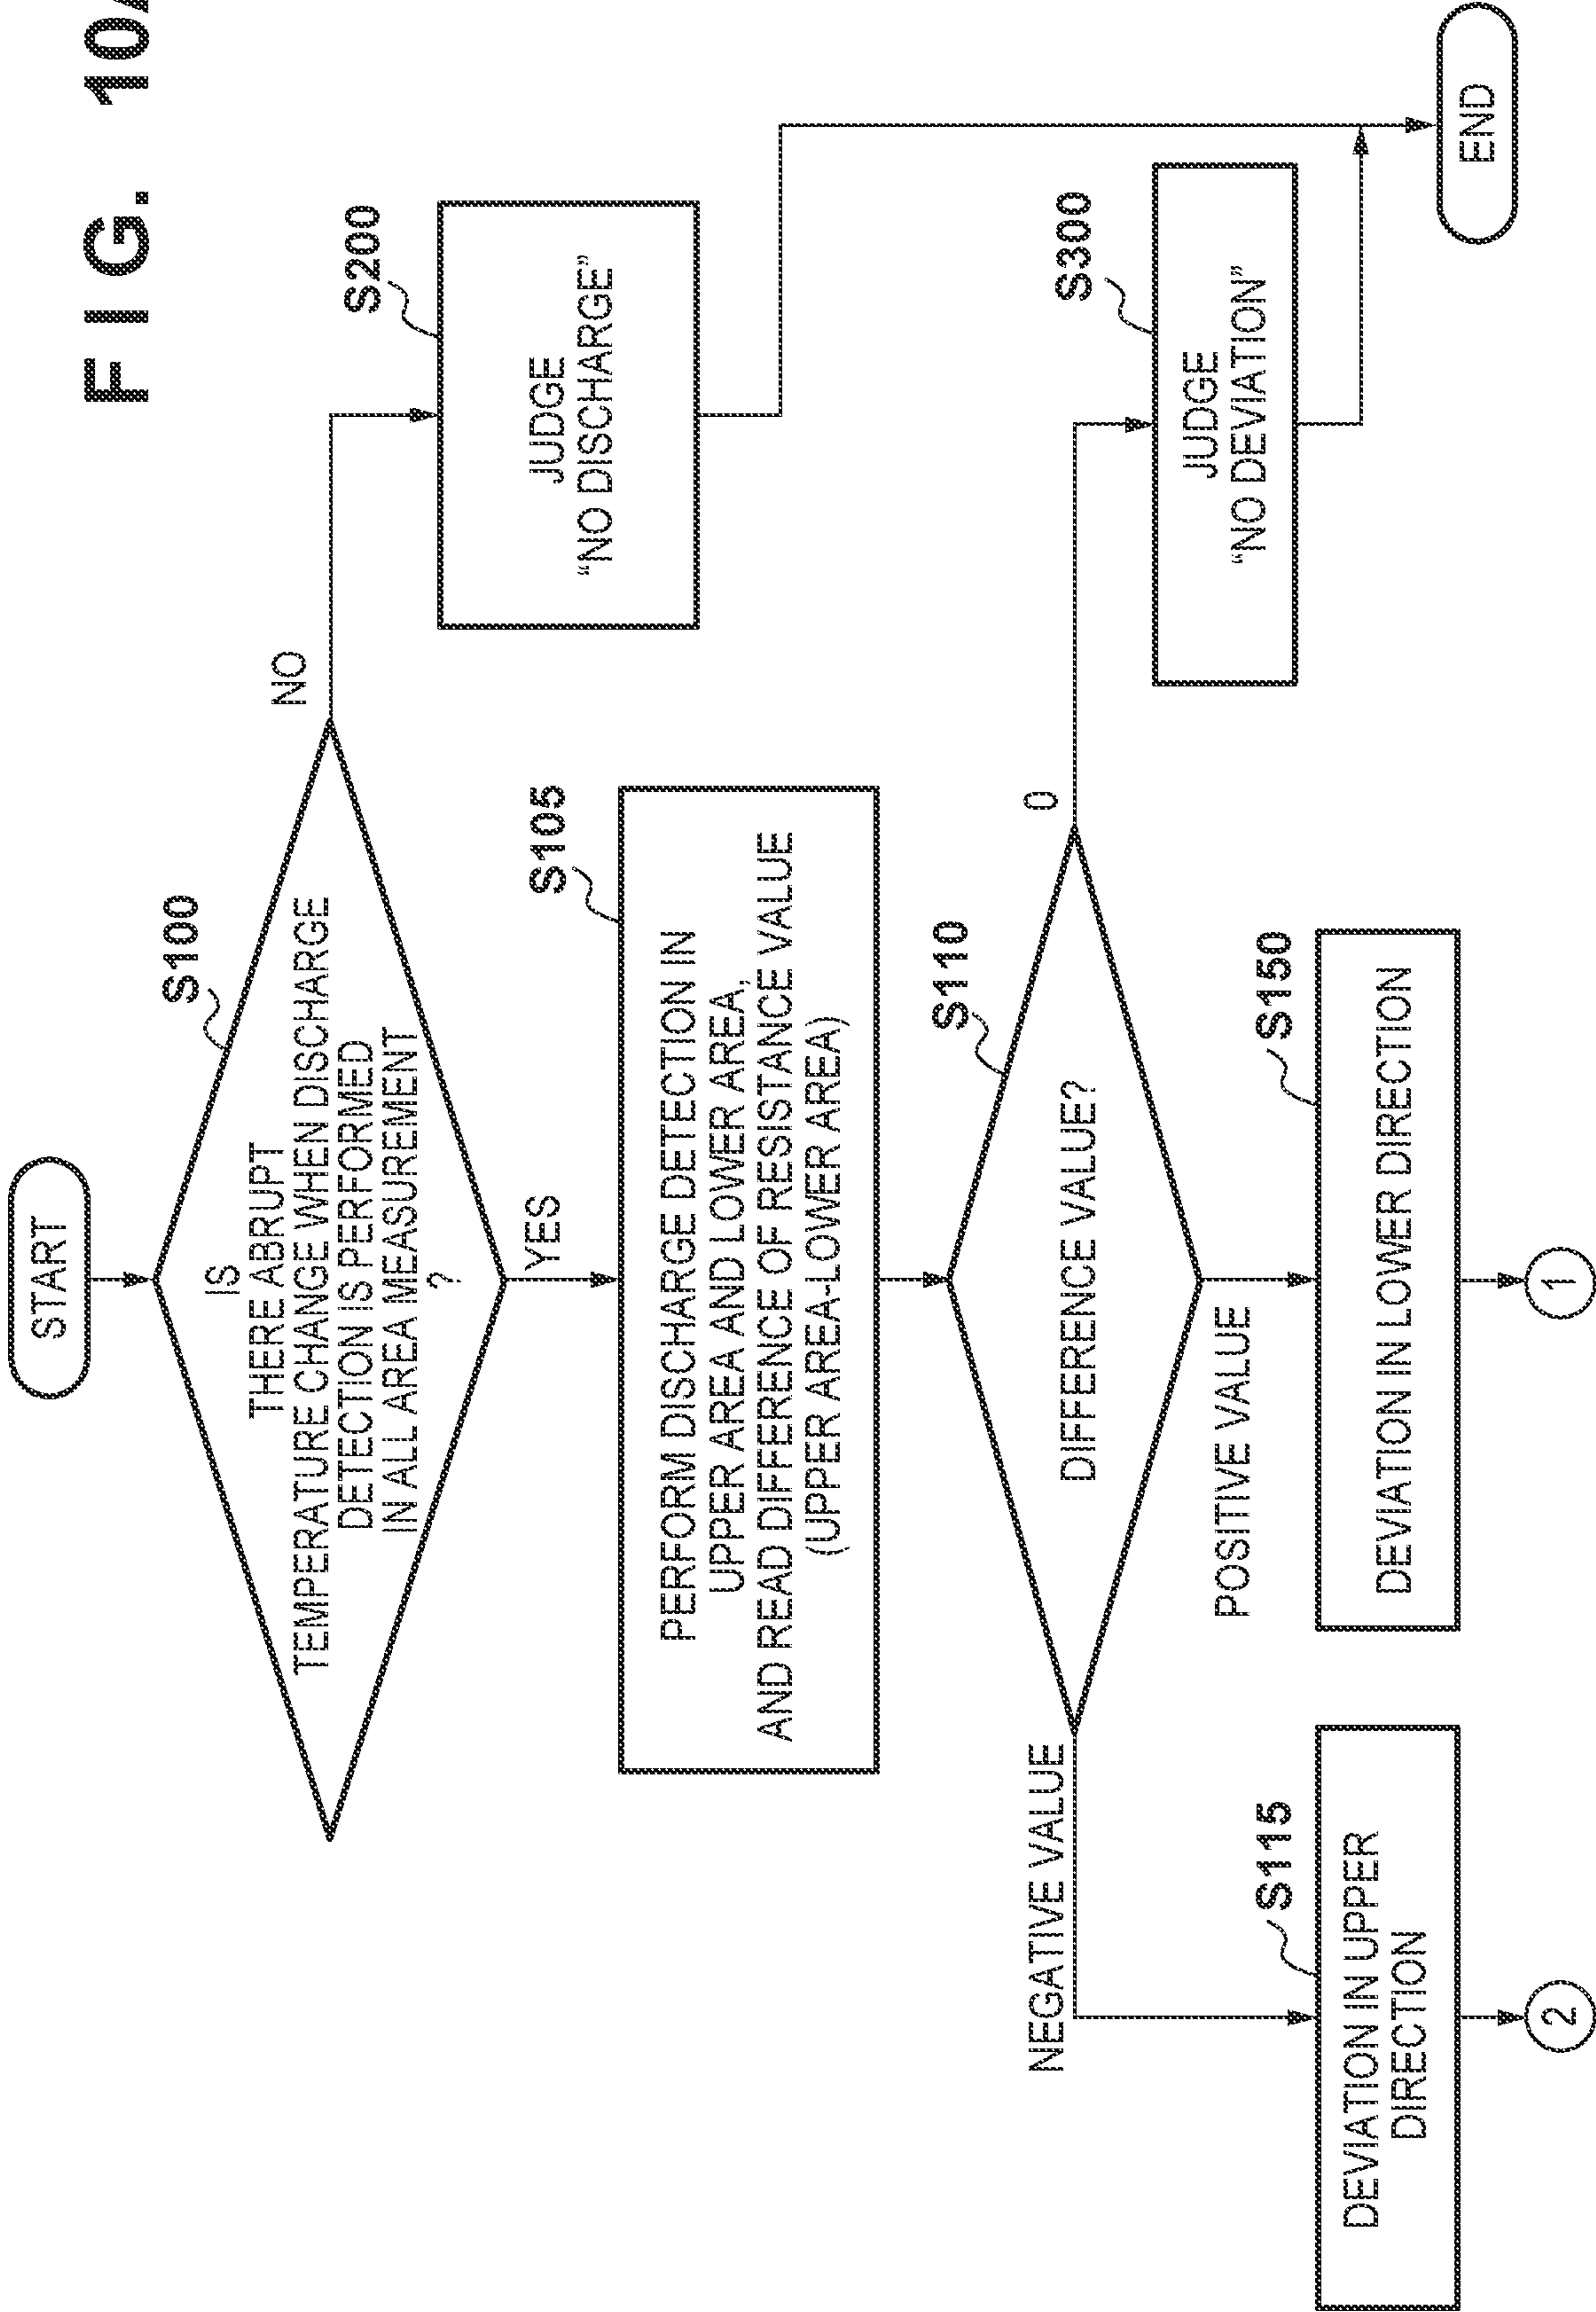 FIG. 10A
START
S100
IS
THERE ABRUPT
TEMPERATURE CHANGE WHEN DISCHARGE
DETECTION IS PERFORMED
IN ALL AREA MEASUREMENT
?
NO
YES
S200
JUDGE
“NO DISCHARGE”
S105
PERFORM DISCHARGE DETECTION IN
UPPER AREA AND LOWER AREA,
AND READ DIFFERENCE OF RESISTANCE VALUE
(UPPER AREA-LOWER AREA)
S110
DIFFERENCE VALUE?
NEGATIVE VALUE
POSITIVE VALUE
0
S300
JUDGE
“NO DEVIATION”
S115
DEVIATION IN UPPER
DIRECTION
S150
DEVIATION IN LOWER DIRECTION
END
2
1